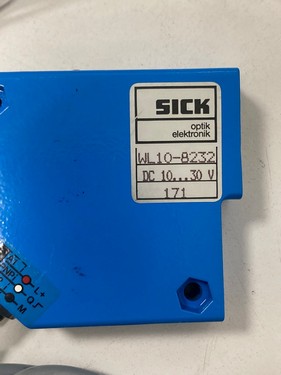 SICK
optik
elektronik
WL10-8232
DC 10...30 V
171
L+
Q
M